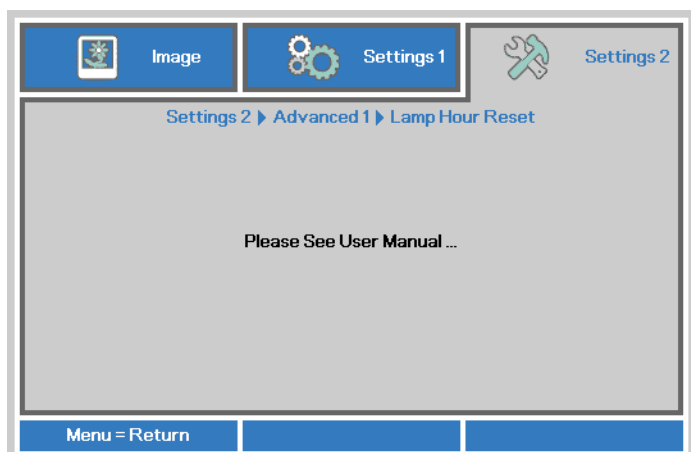 Image
Settings 1
Settings 2
Settings 2 ▶ Advanced 1 ▶ Lamp Hour Reset
Please See User Manual ...
Menu = Return